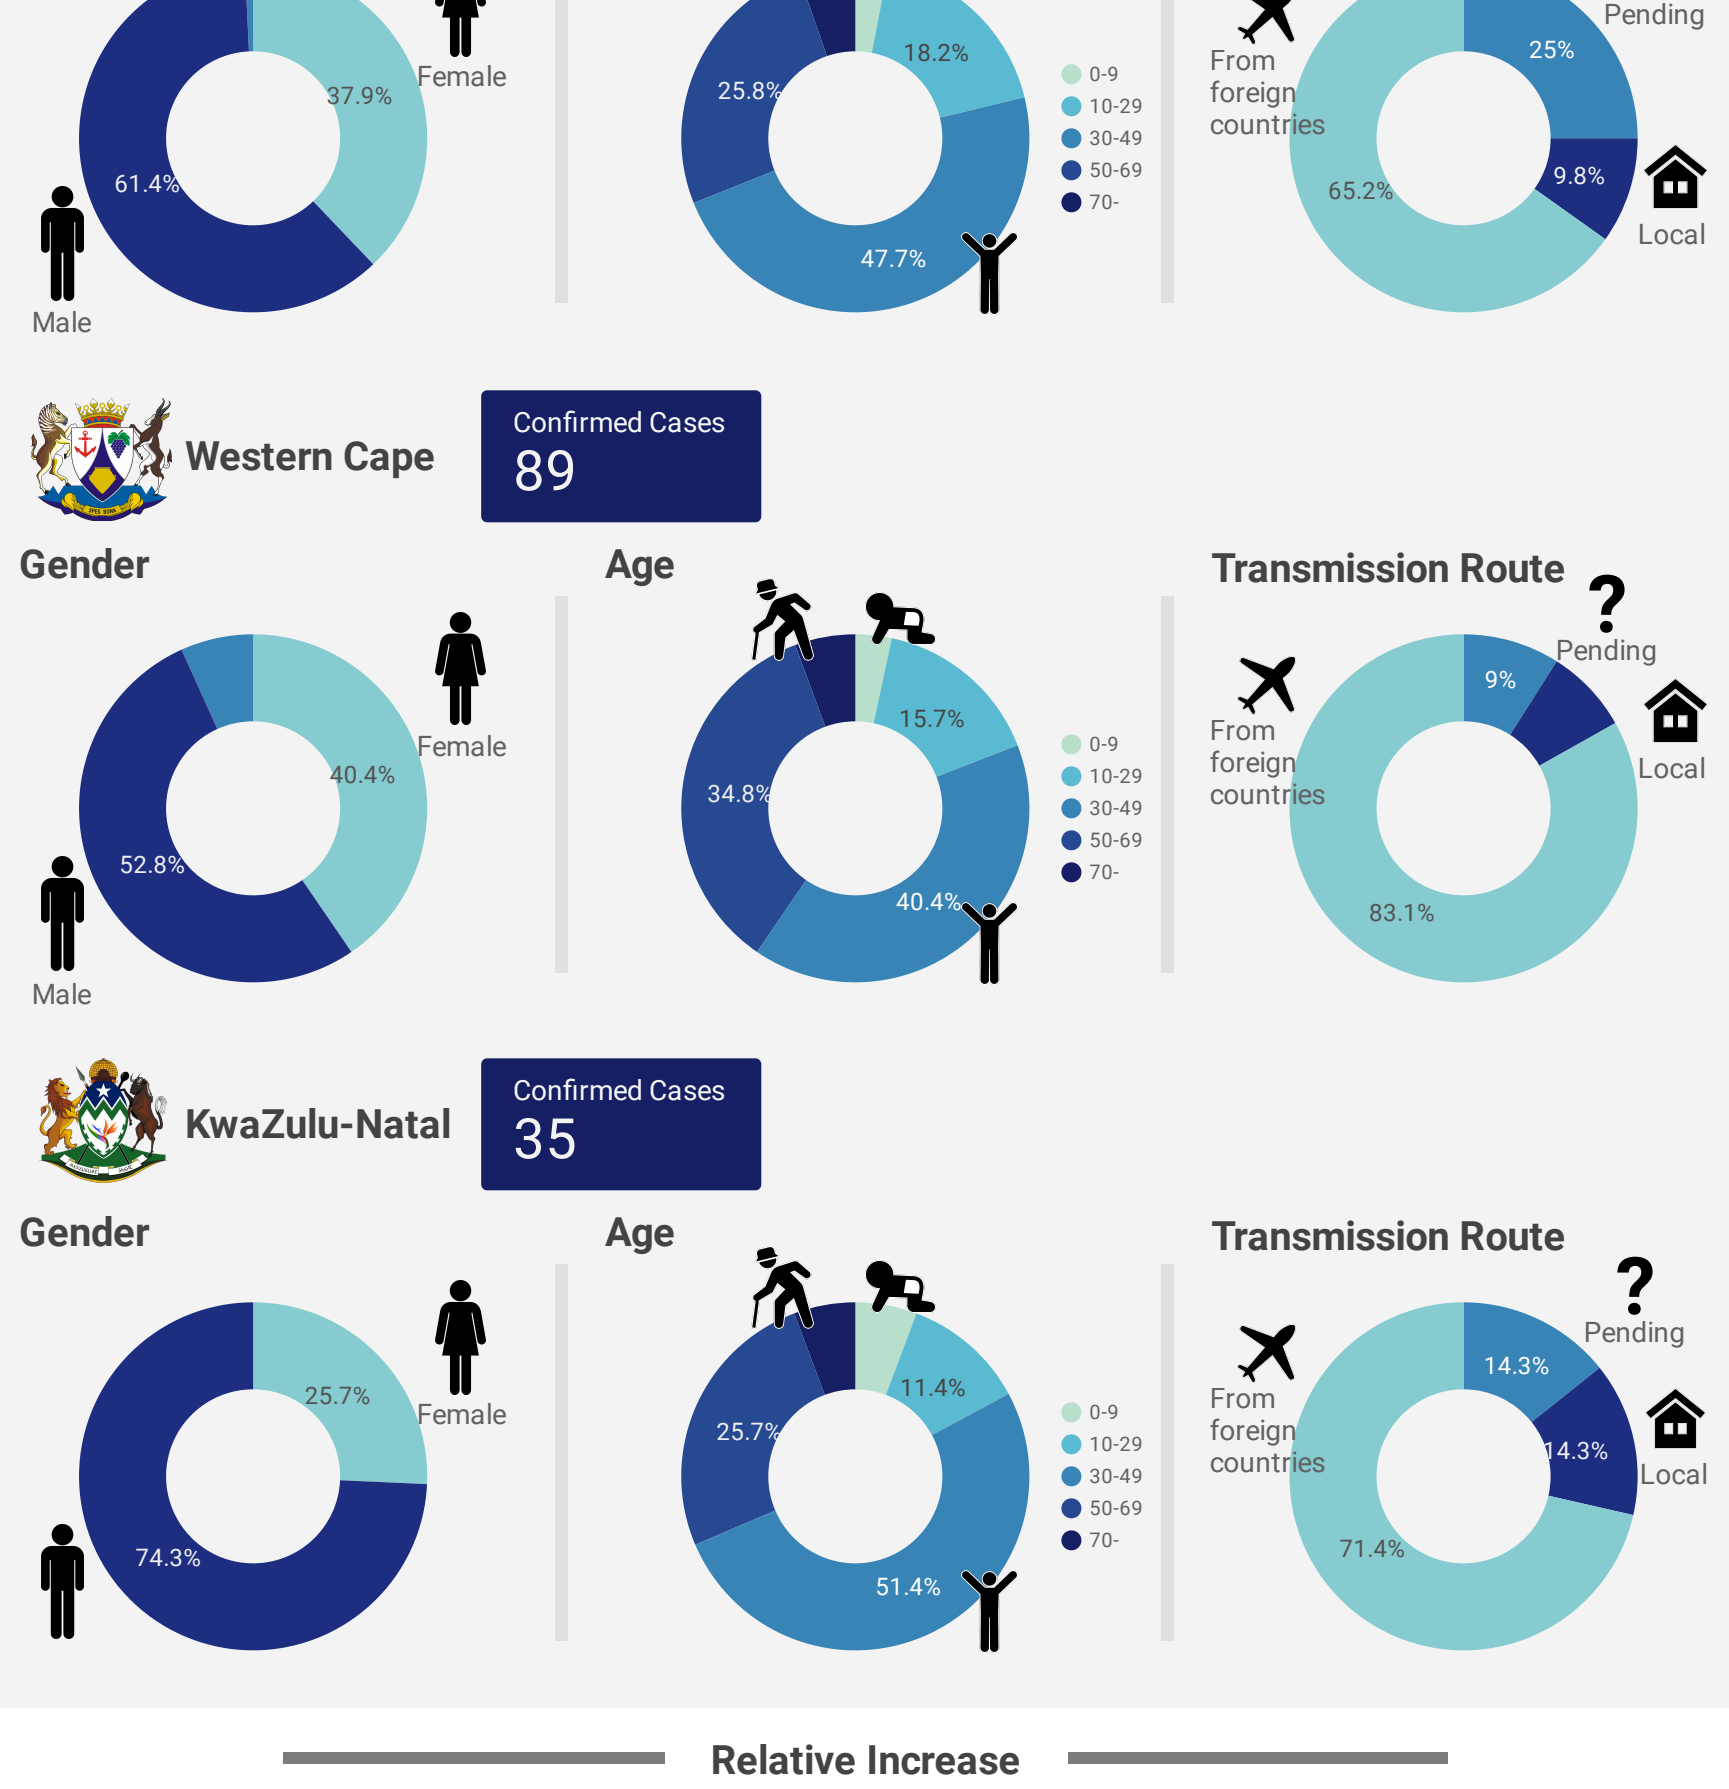 Pending
Female
37.9%
61.4%
Male
18.2%
25.8%
47.7%
0-9
10-29
30-49
50-69
70-
From
foreign
countries
25%
9.8%
65.2%
Local
Western Cape
Confirmed Cases
89
Gender
Age
Transmission Route
Female
40.4%
52.8%
Male
15.7%
34.8%
40.4%
0-9
10-29
30-49
50-69
70-
From
foreign
countries
9%
Pending
Local
83.1%
KwaZulu-Natal
Confirmed Cases
35
Gender
Age
Transmission Route
Female
25.7%
74.3%
11.4%
25.7%
51.4%
0-9
10-29
30-49
50-69
70-
From
foreign
countries
14.3%
Pending
14.3%
Local
71.4%
Relative Increase